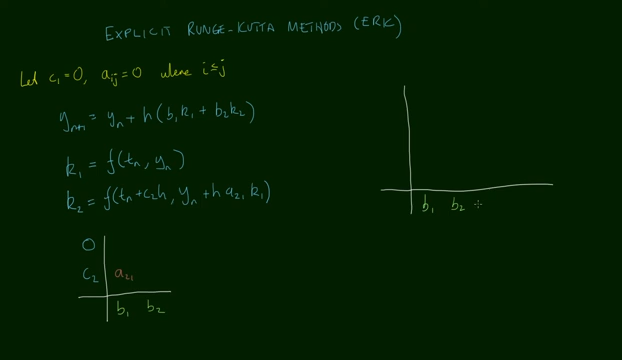 EXPLICIT RUNGE-KUTTA METHODS (ERK)
Let c₁=0, aᵢⱼ=0 where i≤j
yₙ₊₁ = yₙ + h(b₁k₁ + b₂k₂)
k₁ = f(tₙ, yₙ)
k₂ = f(tₙ+c₂h, yₙ+h a₂₁ k₁)
0
c₂ a₂₁
b₁ b₂
b₁ b₂